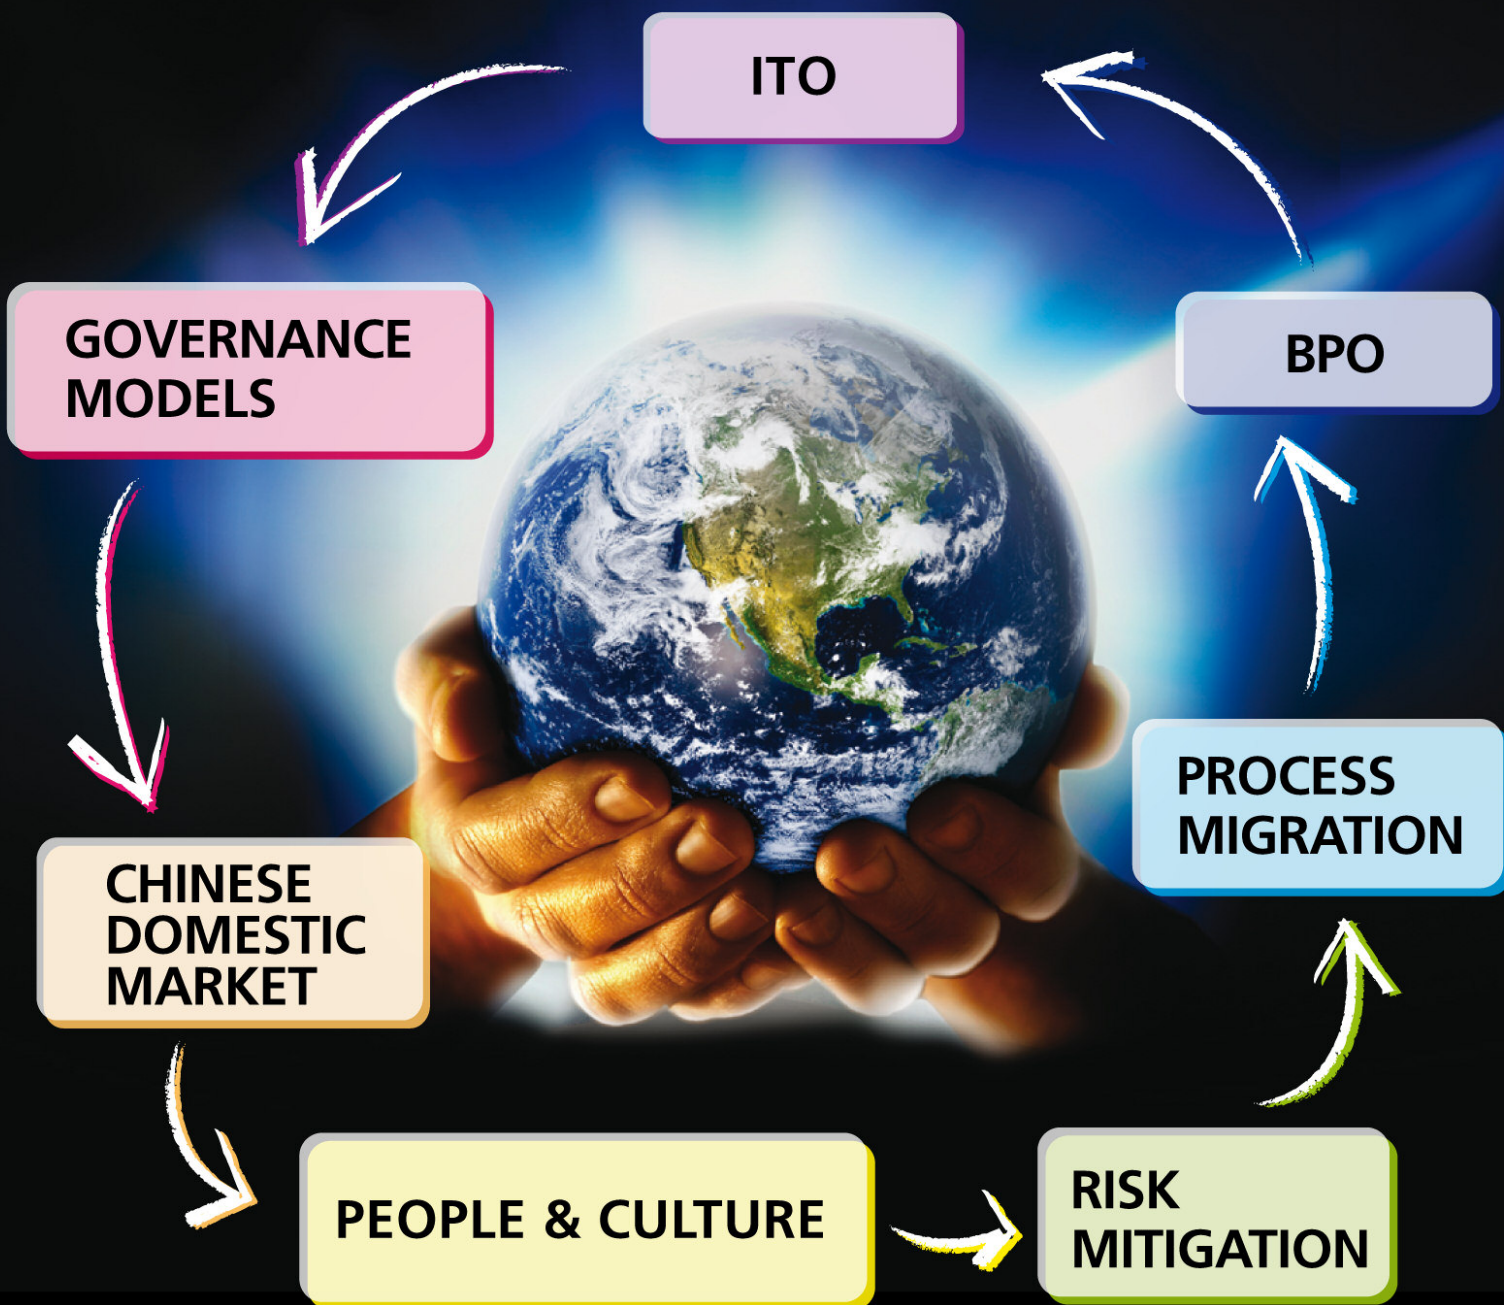 ITO
GOVERNANCE
MODELS
BPO
PROCESS
MIGRATION
CHINESE
DOMESTIC
MARKET
PEOPLE & CULTURE
RISK
MITIGATION